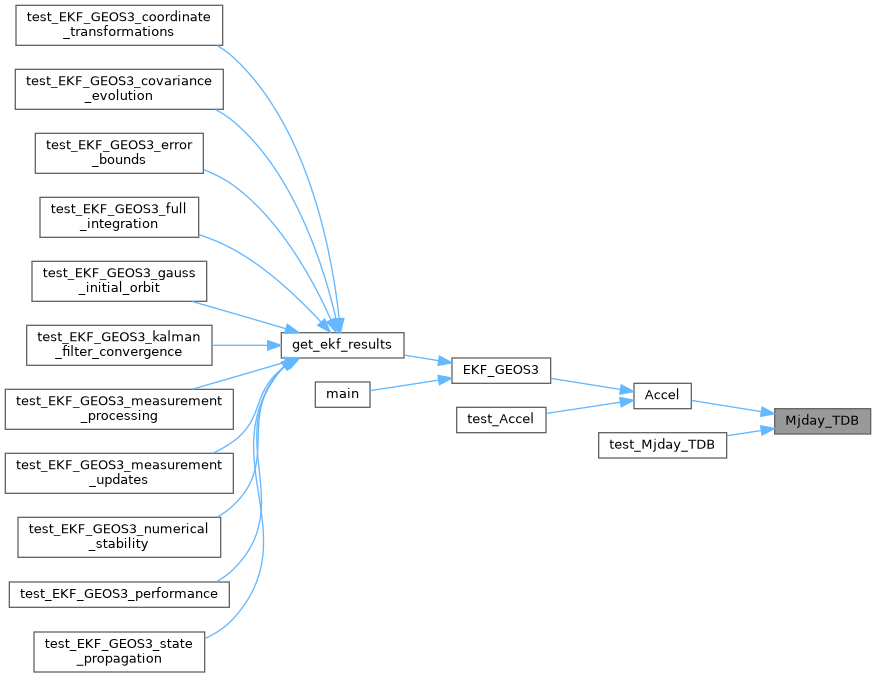 test_EKF_GEOS3_coordinate
_transformations
test_EKF_GEOS3_covariance
_evolution
test_EKF_GEOS3_error
_bounds
test_EKF_GEOS3_full
_integration
test_EKF_GEOS3_gauss
_initial_orbit
test_EKF_GEOS3_kalman
_filter_convergence
test_EKF_GEOS3_measurement
_processing
test_EKF_GEOS3_measurement
_updates
test_EKF_GEOS3_numerical
_stability
test_EKF_GEOS3_performance
test_EKF_GEOS3_state
_propagation
get_ekf_results
main
EKF_GEOS3
test_Accel
Accel
test_Mjday_TDB
Mjday_TDB